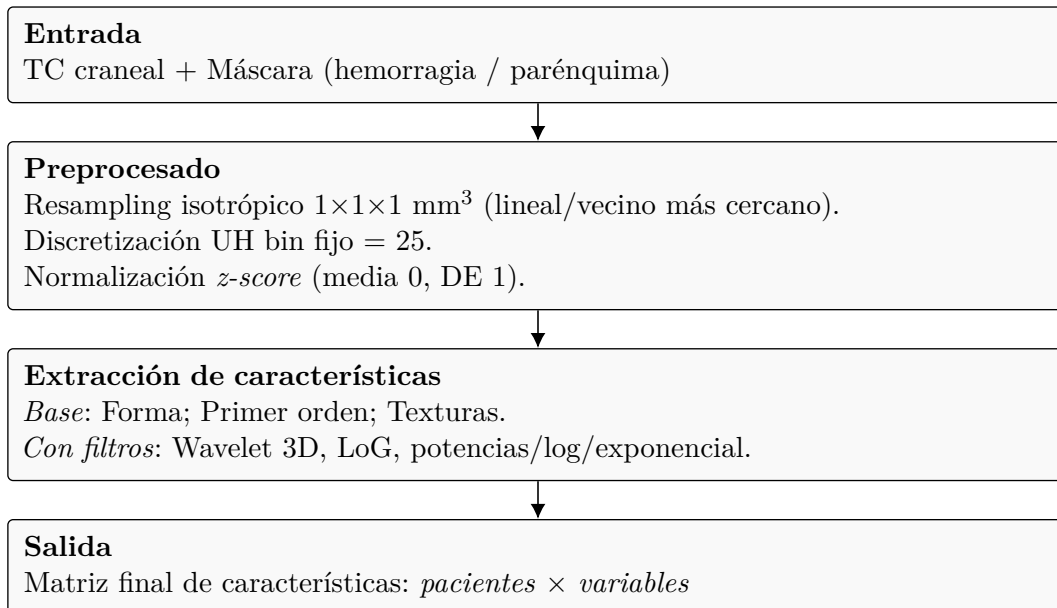 Entrada
TC craneal + Máscara (hemorragia / parénquima)
Preprocesado
Resampling isotrópico 1×1×1 mm³ (lineal/vecino más cercano).
Discretización UH bin fijo = 25.
Normalización z-score (media 0, DE 1).
Extracción de características
Base: Forma; Primer orden; Texturas.
Con filtros: Wavelet 3D, LoG, potencias/log/exponencial.
Salida
Matriz final de características: pacientes × variables